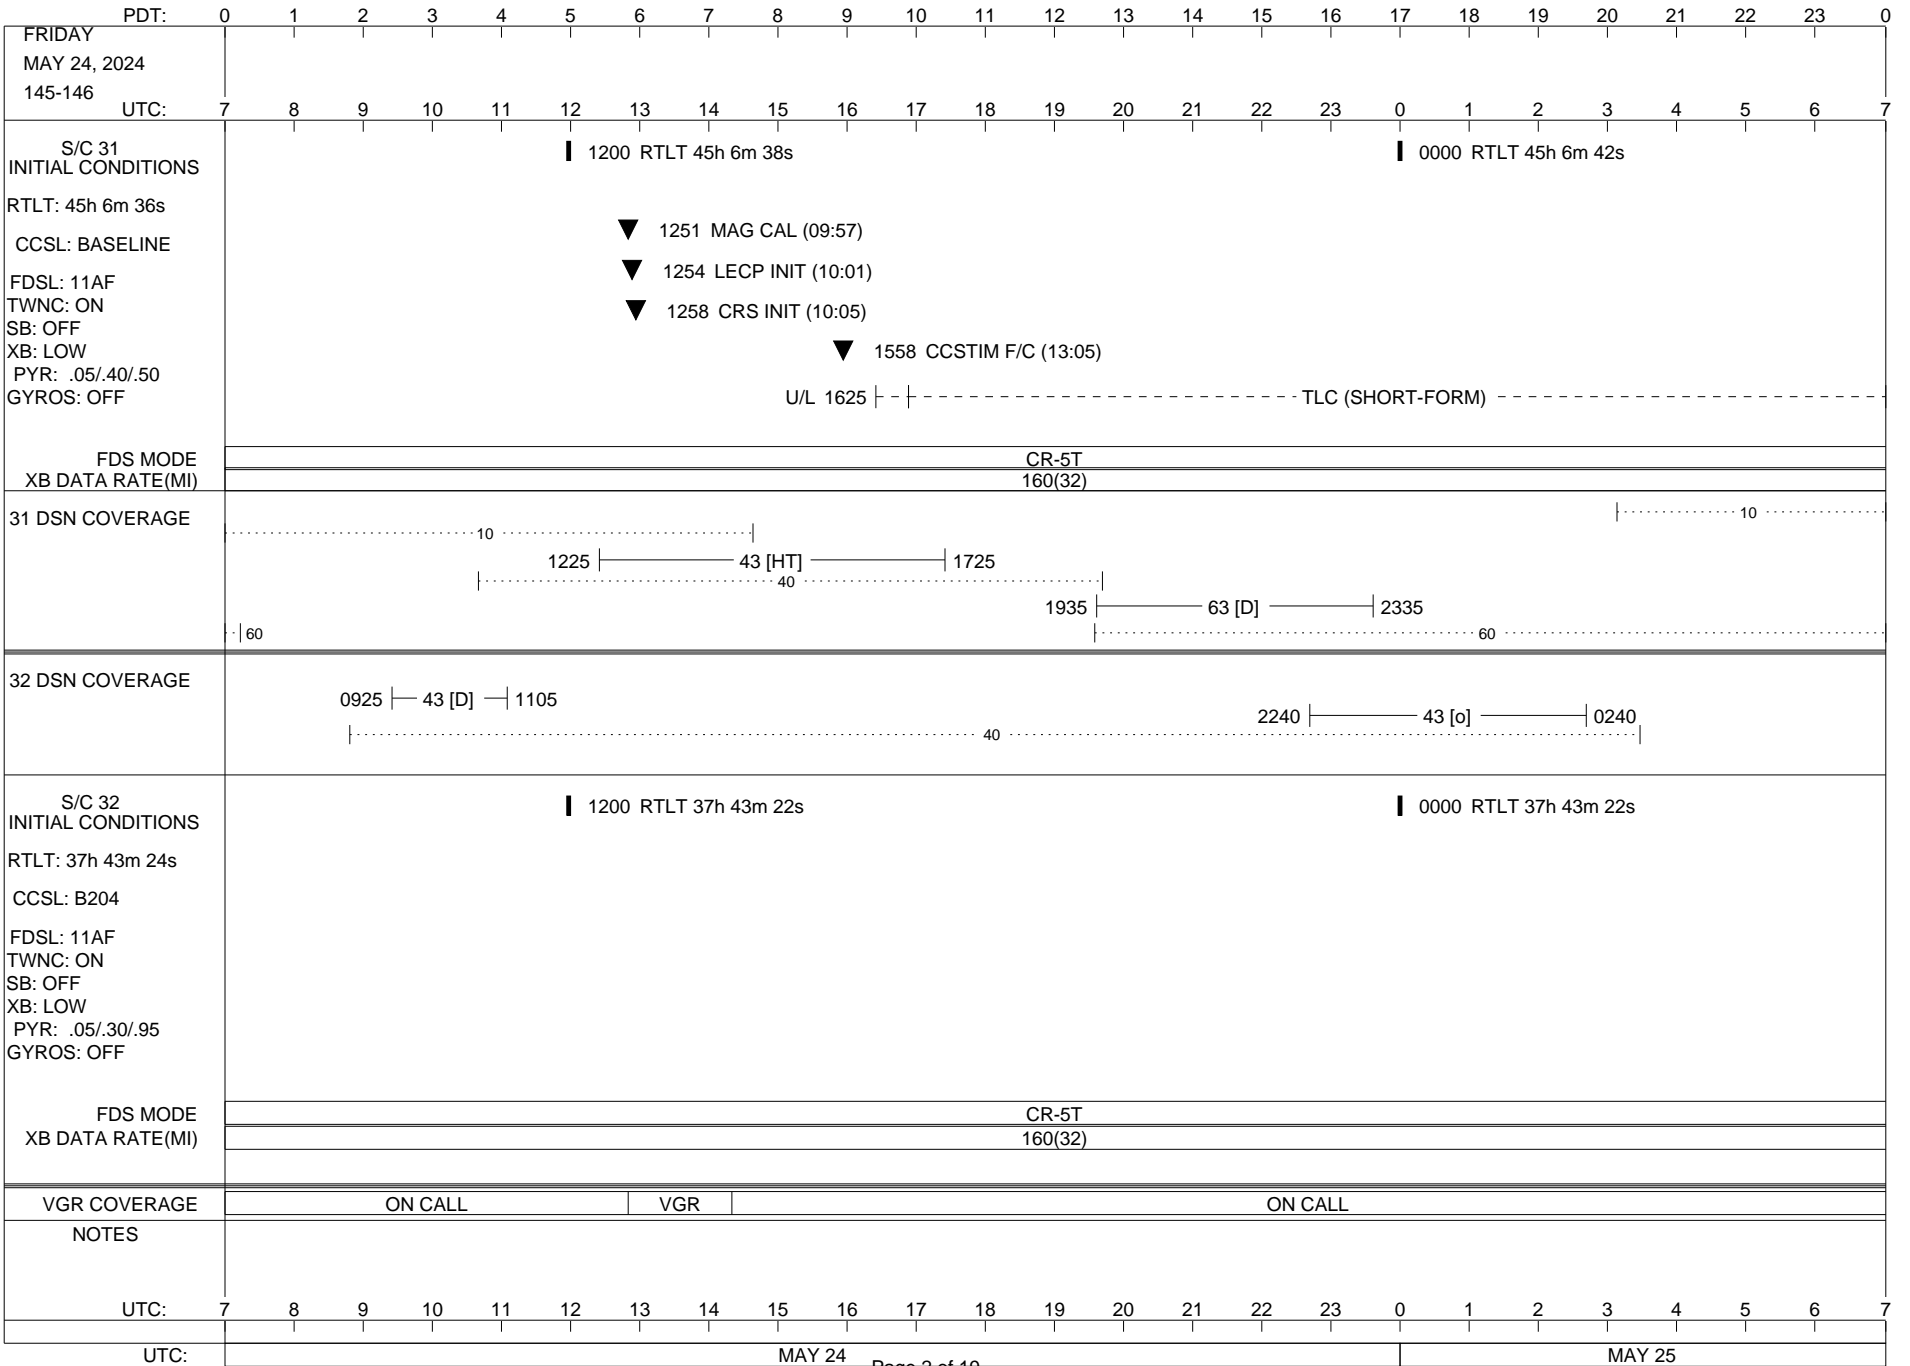 PDT: 0 1 2 3 4 5 6 7 8 9 10 11 12 13 14 15 16 17 18 19 20 21 22 23 0
FRIDAY
MAY 24, 2024
145-146
UTC: 7 8 9 10 11 12 13 14 15 16 17 18 19 20 21 22 23 0 1 2 3 4 5 6 7
S/C 31
INITIAL CONDITIONS
1200 RTLT 45h 6m 38s
0000 RTLT 45h 6m 42s
RTLT: 45h 6m 36s
1251 MAG CAL (09:57)
CCSL: BASELINE
1254 LECP INIT (10:01)
FDSL: 11AF
TWNC: ON
1258 CRS INIT (10:05)
SB: OFF
XB: LOW
1558 CCSTIM F/C (13:05)
PYR: .05/.40/.50
GYROS: OFF
U/L 1625
TLC (SHORT-FORM)
FDS MODE CR-5T
XB DATA RATE(MI) 160(32)
31 DSN COVERAGE
10
10
1225 43 [HT] 1725
40
1935 63 [D] 2335
60
60
32 DSN COVERAGE
0925 43 [D] 1105
2240 43 [o] 0240
40
S/C 32
INITIAL CONDITIONS
1200 RTLT 37h 43m 22s
0000 RTLT 37h 43m 22s
RTLT: 37h 43m 24s
CCSL: B204
FDSL: 11AF
TWNC: ON
SB: OFF
XB: LOW
PYR: .05/.30/.95
GYROS: OFF
FDS MODE CR-5T
XB DATA RATE(MI) 160(32)
VGR COVERAGE ON CALL VGR ON CALL
NOTES
UTC: 7 8 9 10 11 12 13 14 15 16 17 18 19 20 21 22 23 0 1 2 3 4 5 6 7
UTC: MAY 24 MAY 25
Page 2 of 19